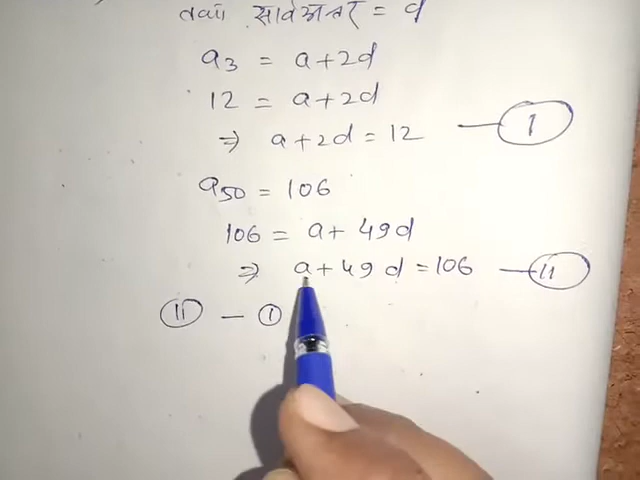 तथा सार्वअन्तर = d
a₃ = a + 2d
12 = a + 2d
⇒ a + 2d = 12 — (I)
a₅₀ = 106
106 = a + 49d
⇒ a + 49d = 106 — (II)
(II) — (I)